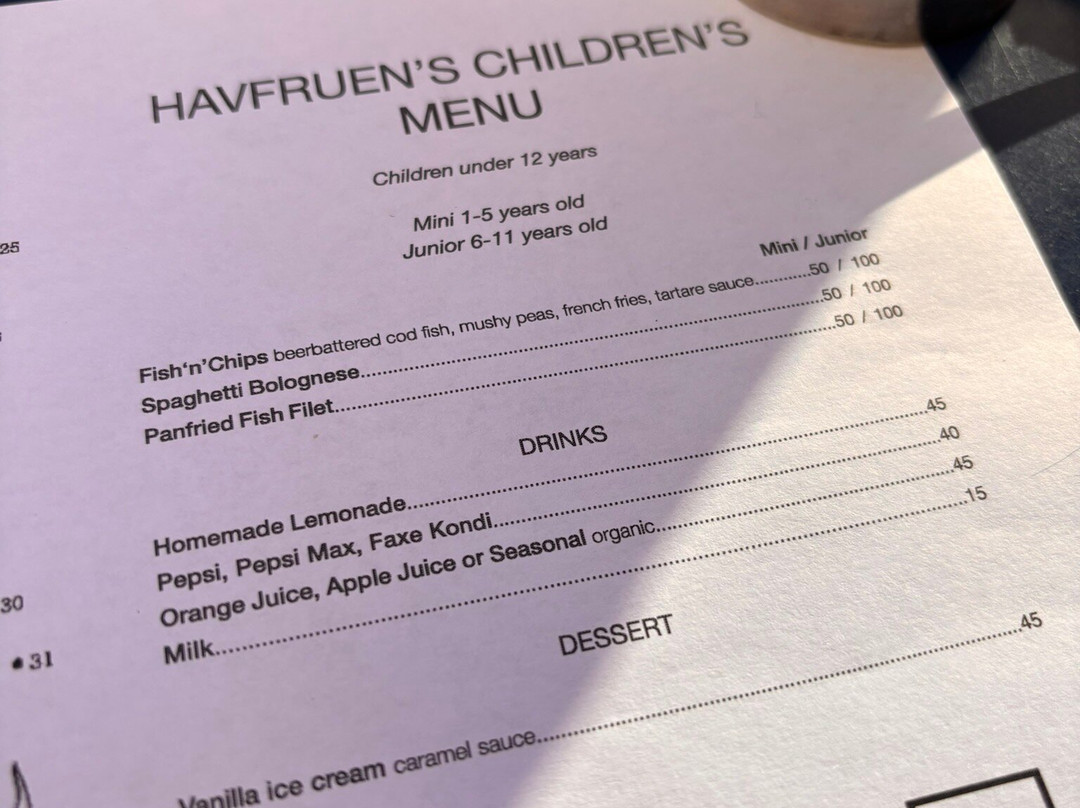 HAVFRUEN'S CHILDREN'S
MENU
Children under 12 years
Mini 1-5 years old
Junior 6-11 years old
Mini / Junior
Fish‘n’Chips beerbattered cod fish, mushy peas, french fries, tartare sauce............50 / 100
Spaghetti Bolognese................................................................50 / 100
Panfried Fish Filet................................................................50 / 100
DRINKS
Homemade Lemonade................................................................45
Pepsi, Pepsi Max, Faxe Kondi................................................................40
Orange Juice, Apple Juice or Seasonal organic................................................45
Milk................................................................15
DESSERT
Vanilla ice cream caramel sauce................................................................45
25
30
31